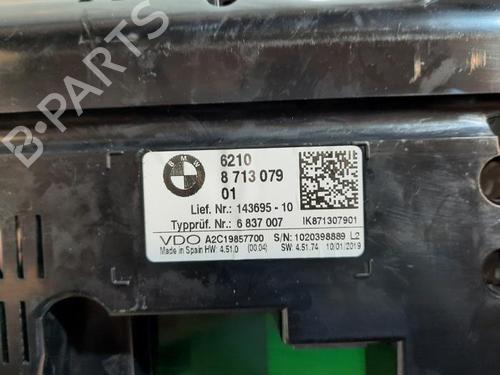 B-PARTS
BMW
6210
8 713 079
01
Lief. Nr.: 143695 - 10
Typprüf. Nr.: 6 837 007
IK871307901
VDO A2C19857700 S/N: 1020398889 L2
Made in Spain HW: 4.51.0 (00.04) SW: 4.51.74 10/01/2019